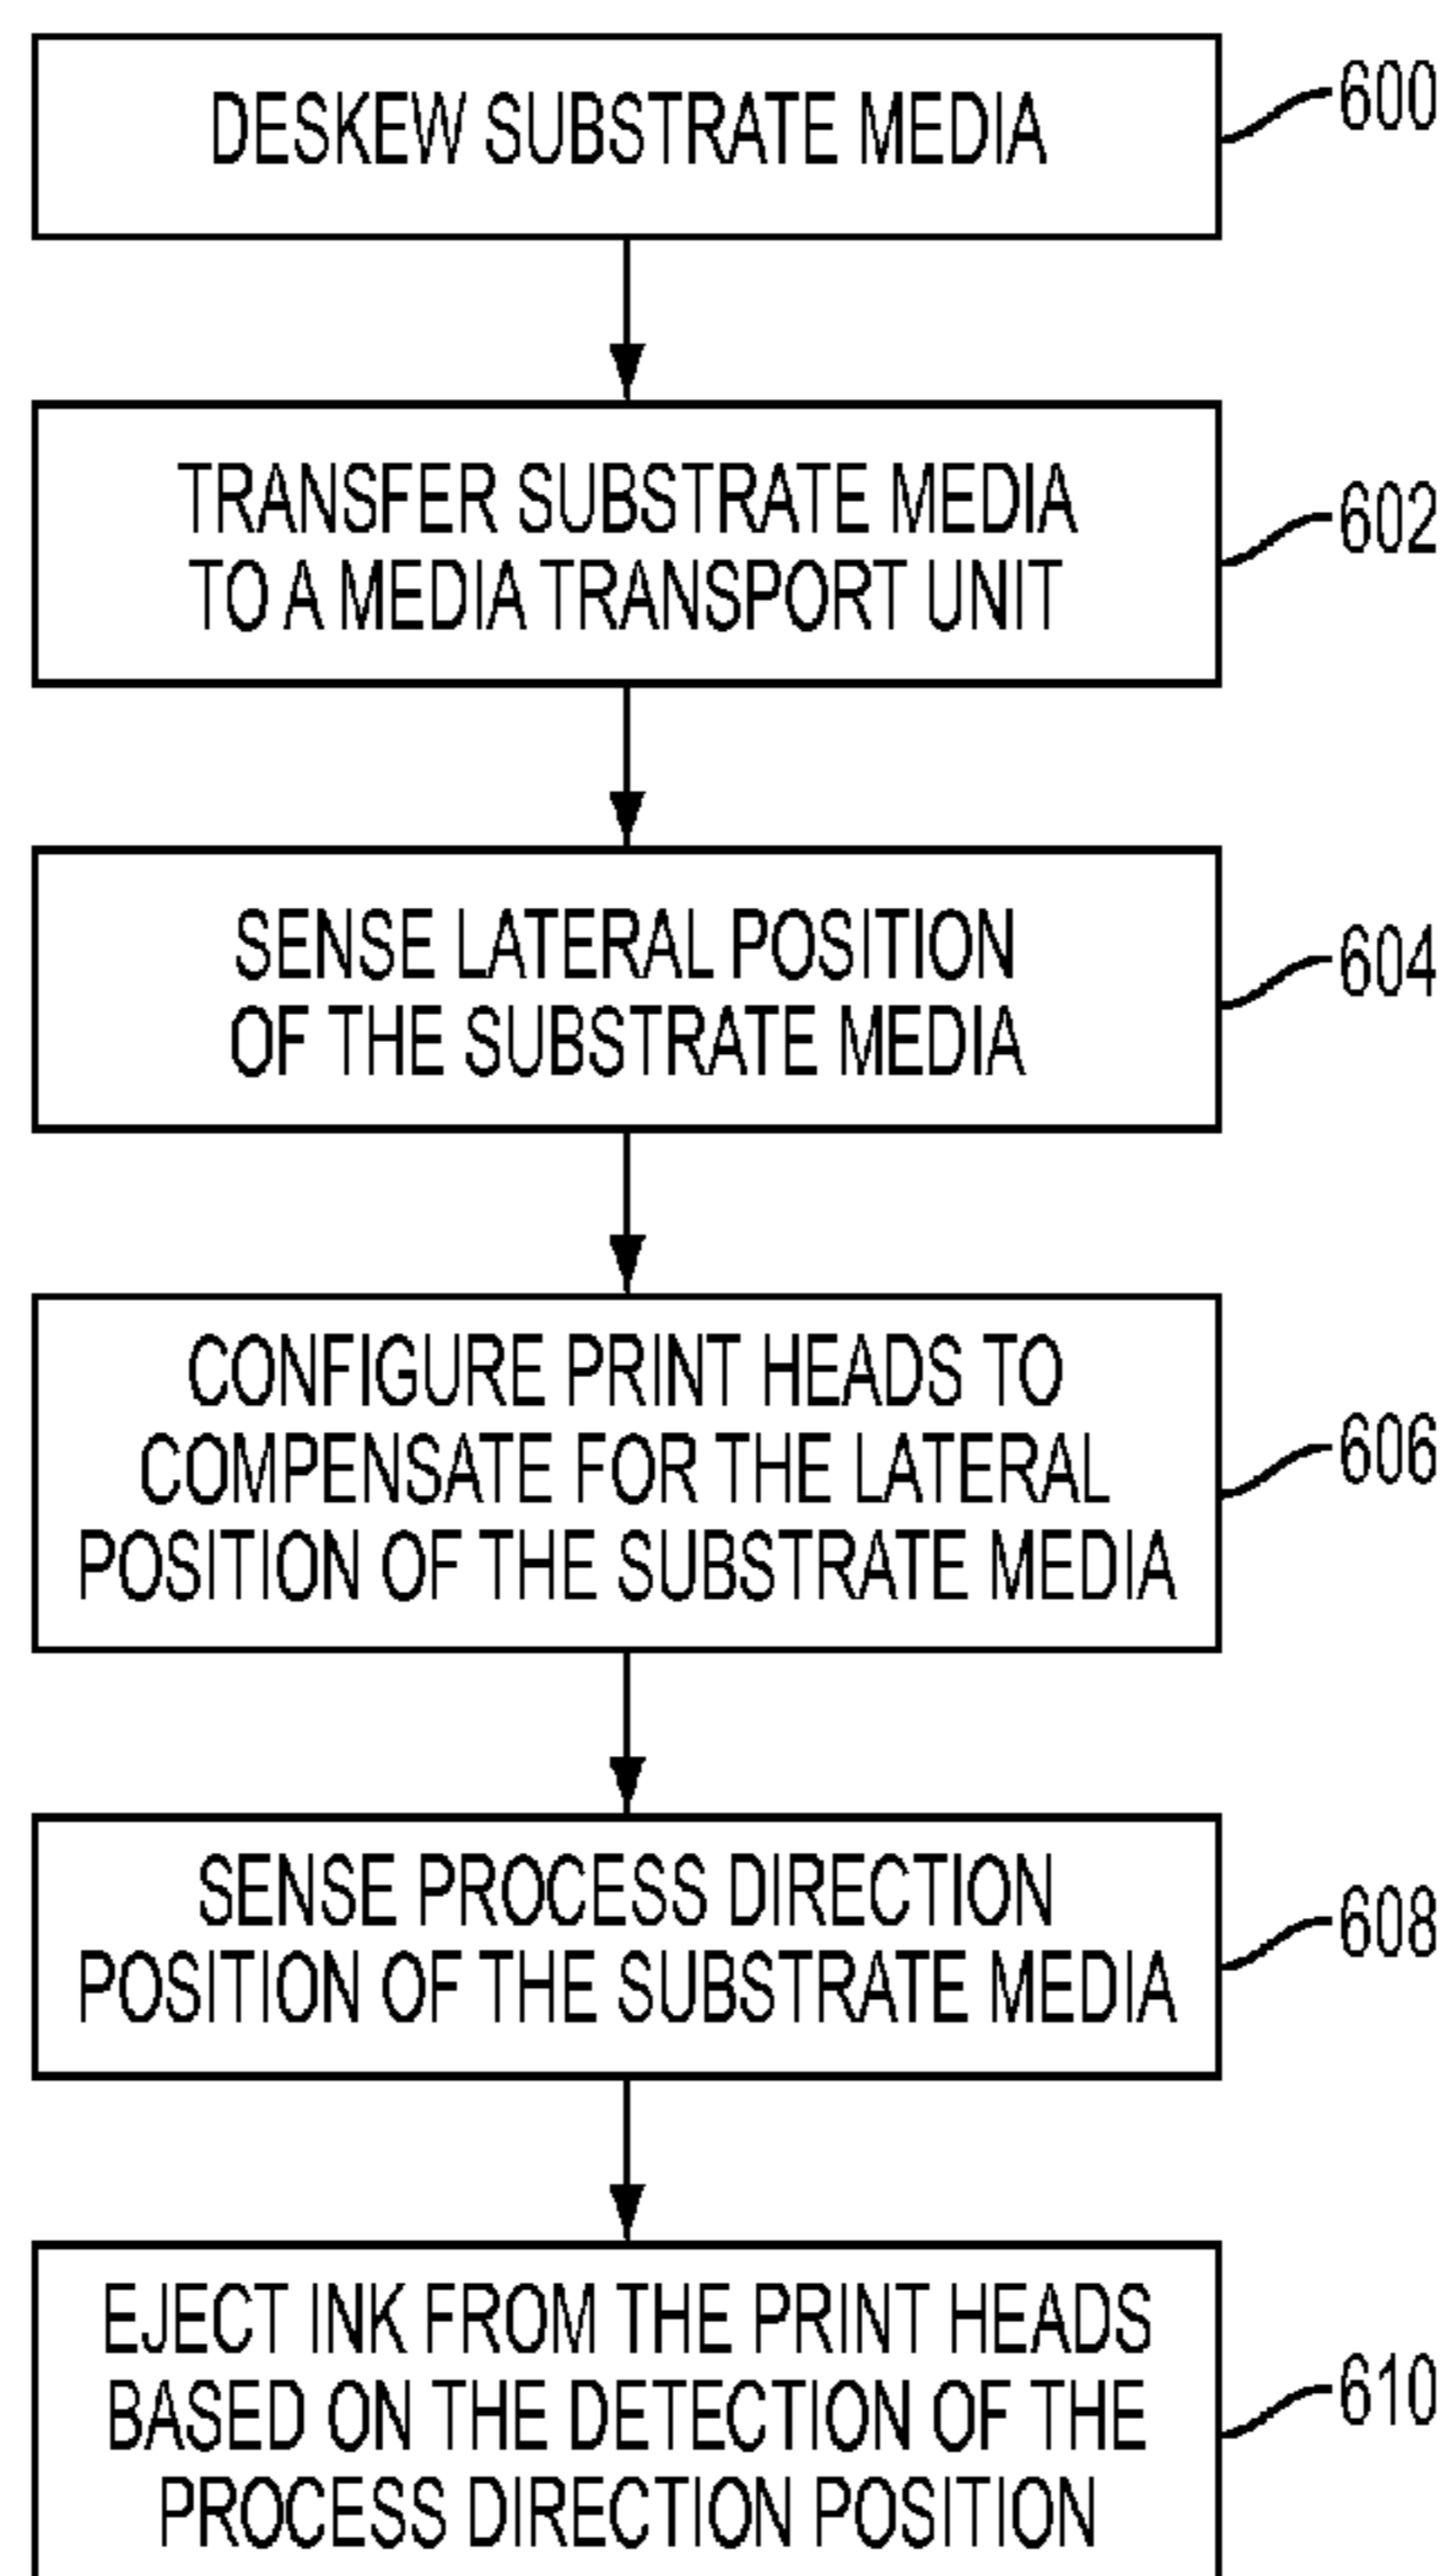 DESKEW SUBSTRATE MEDIA
600
TRANSFER SUBSTRATE MEDIA
TO A MEDIA TRANSPORT UNIT
602
SENSE LATERAL POSITION
OF THE SUBSTRATE MEDIA
604
CONFIGURE PRINT HEADS TO
COMPENSATE FOR THE LATERAL
POSITION OF THE SUBSTRATE MEDIA
606
SENSE PROCESS DIRECTION
POSITION OF THE SUBSTRATE MEDIA
608
EJECT INK FROM THE PRINT HEADS
BASED ON THE DETECTION OF THE
PROCESS DIRECTION POSITION
610